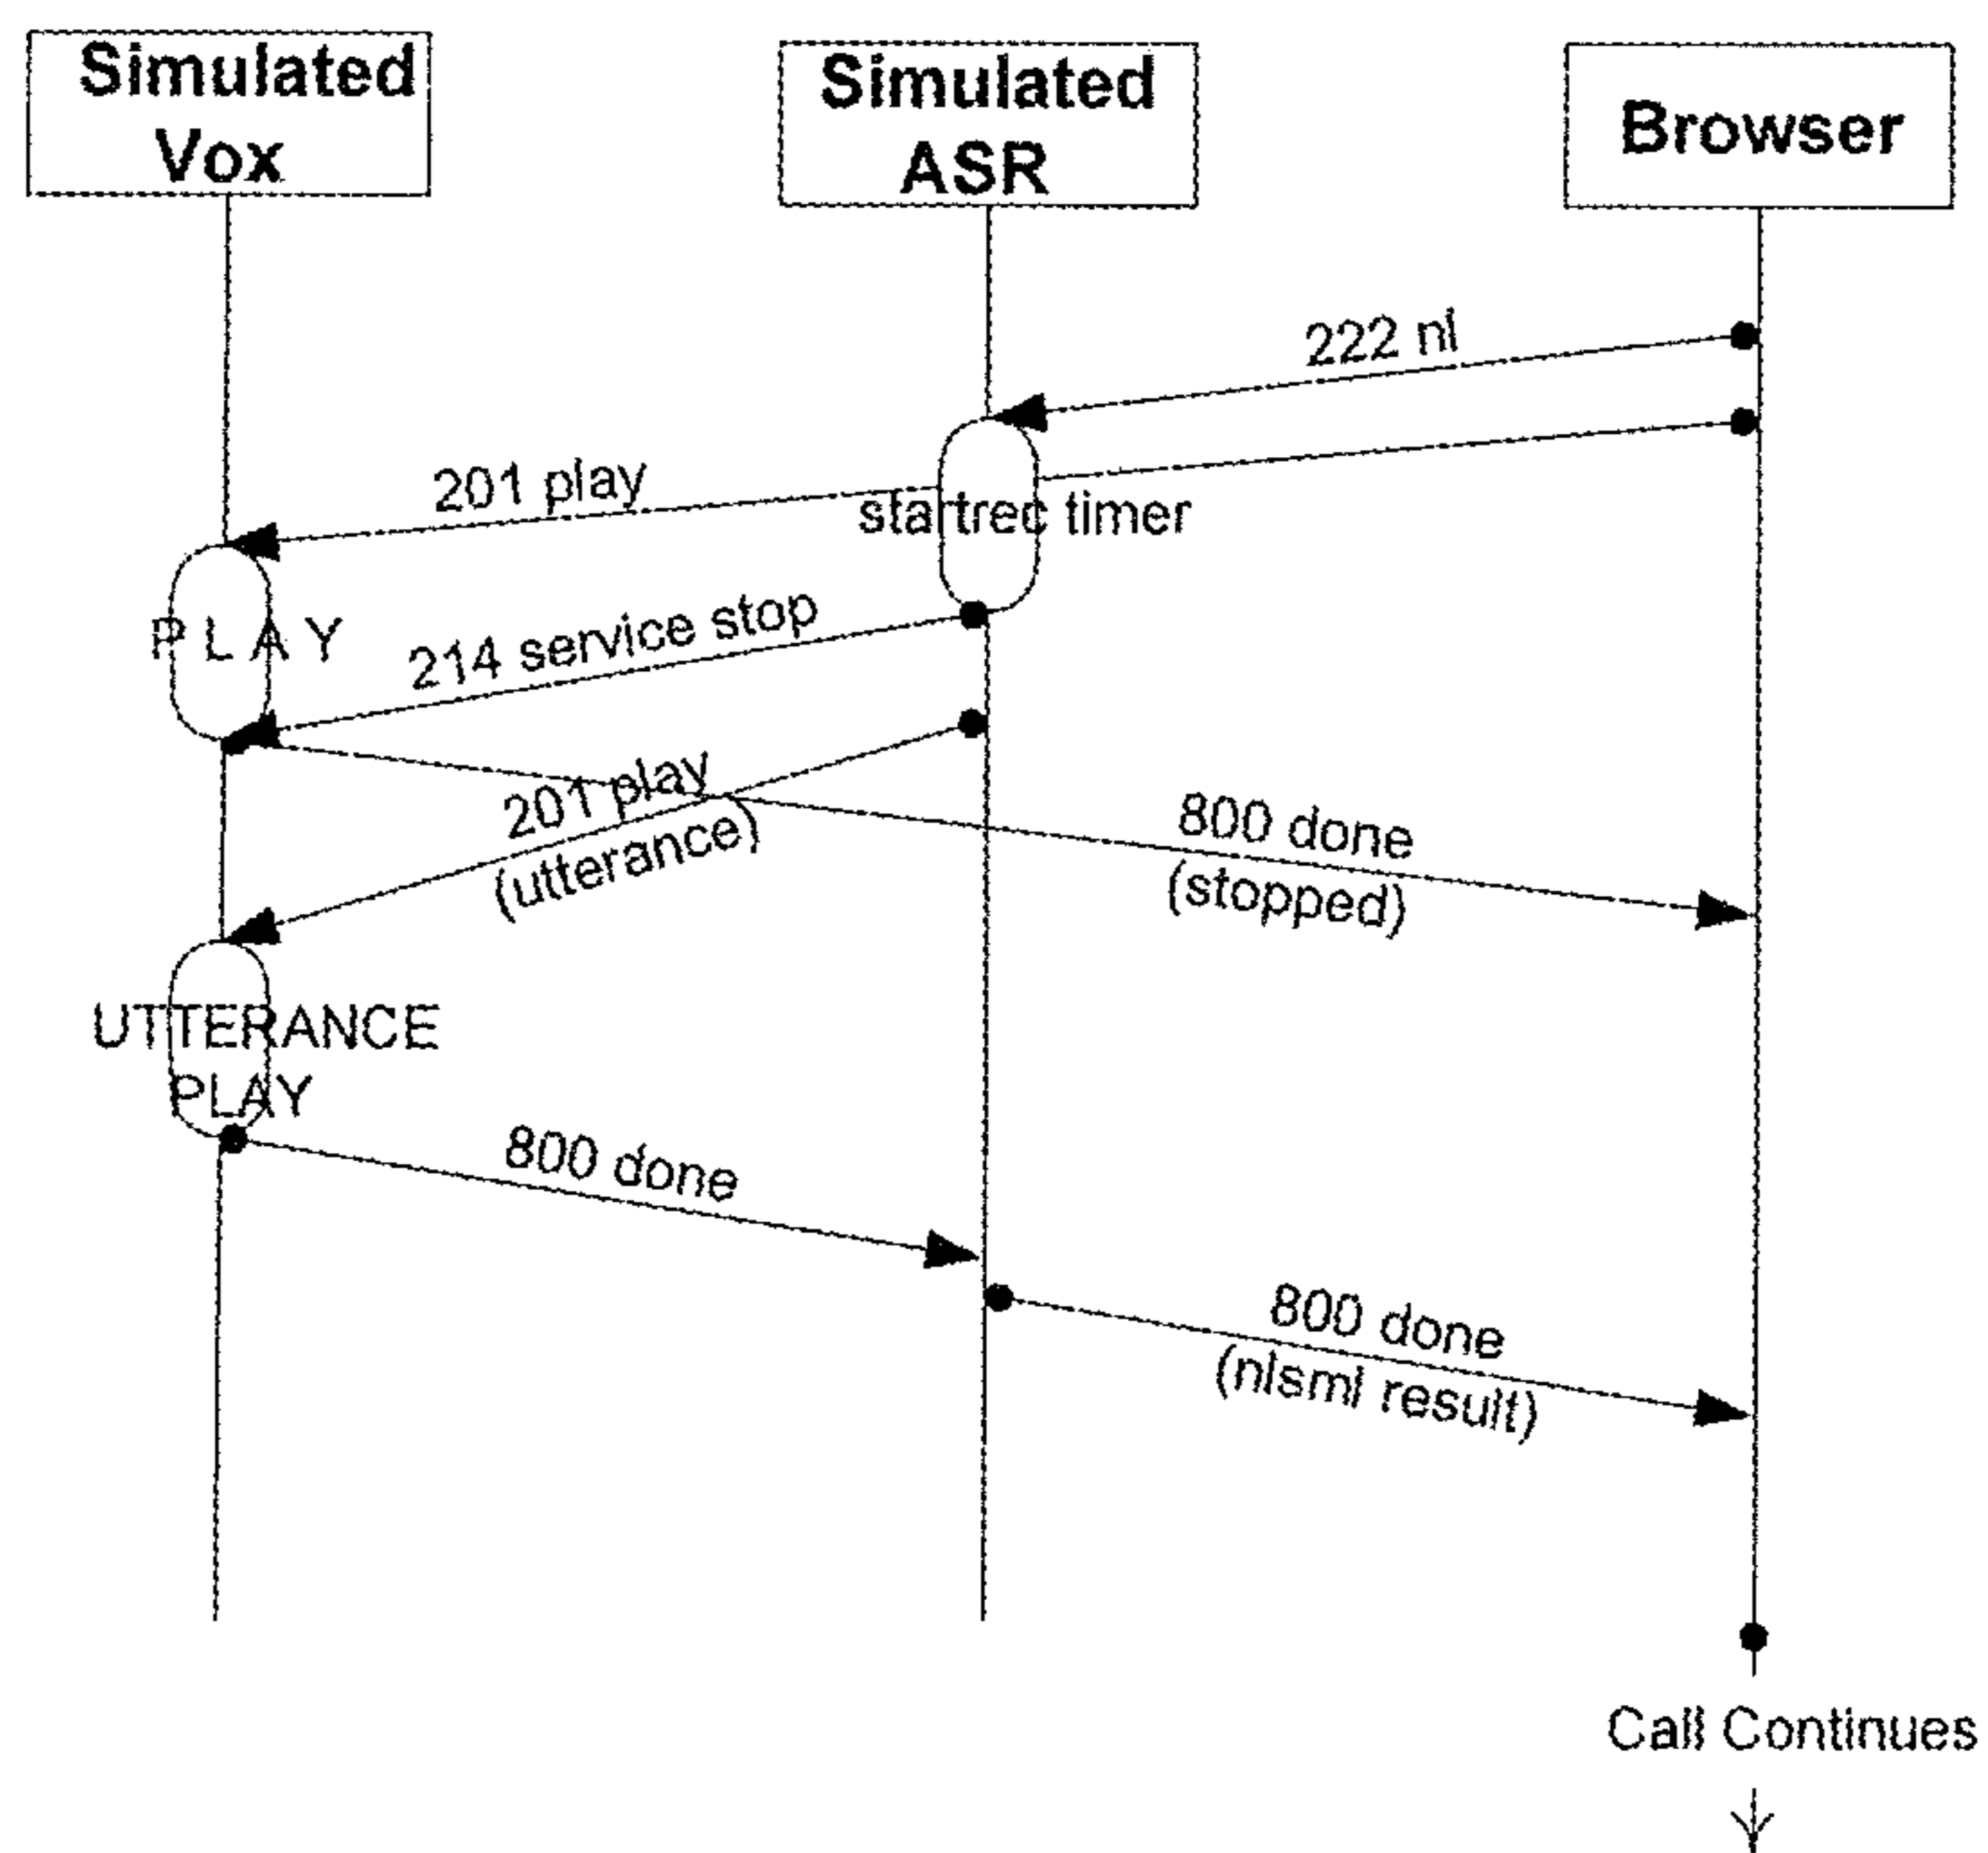 Simulated
Vox
Simulated
ASR
Browser
222 nl
201 play
startrec timer
PLAY
214 service stop
201 play
(utterance)
800 done
(stopped)
UTTERANCE
PLAY
800 done
800 done
(nlsml result)
Call Continues